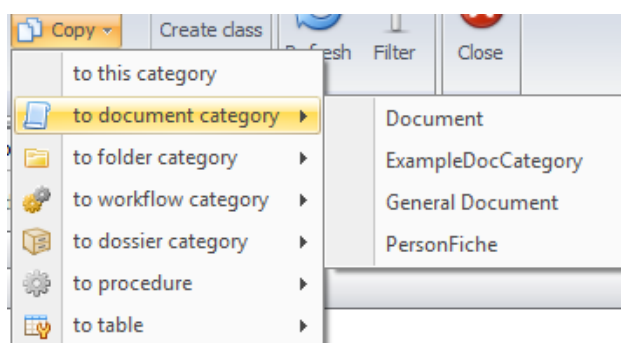 Copy
Create class
Refresh
Filter
Close
to this category
to document category
to folder category
to workflow category
to dossier category
to procedure
to table
Document
ExampleDocCategory
General Document
PersonFiche